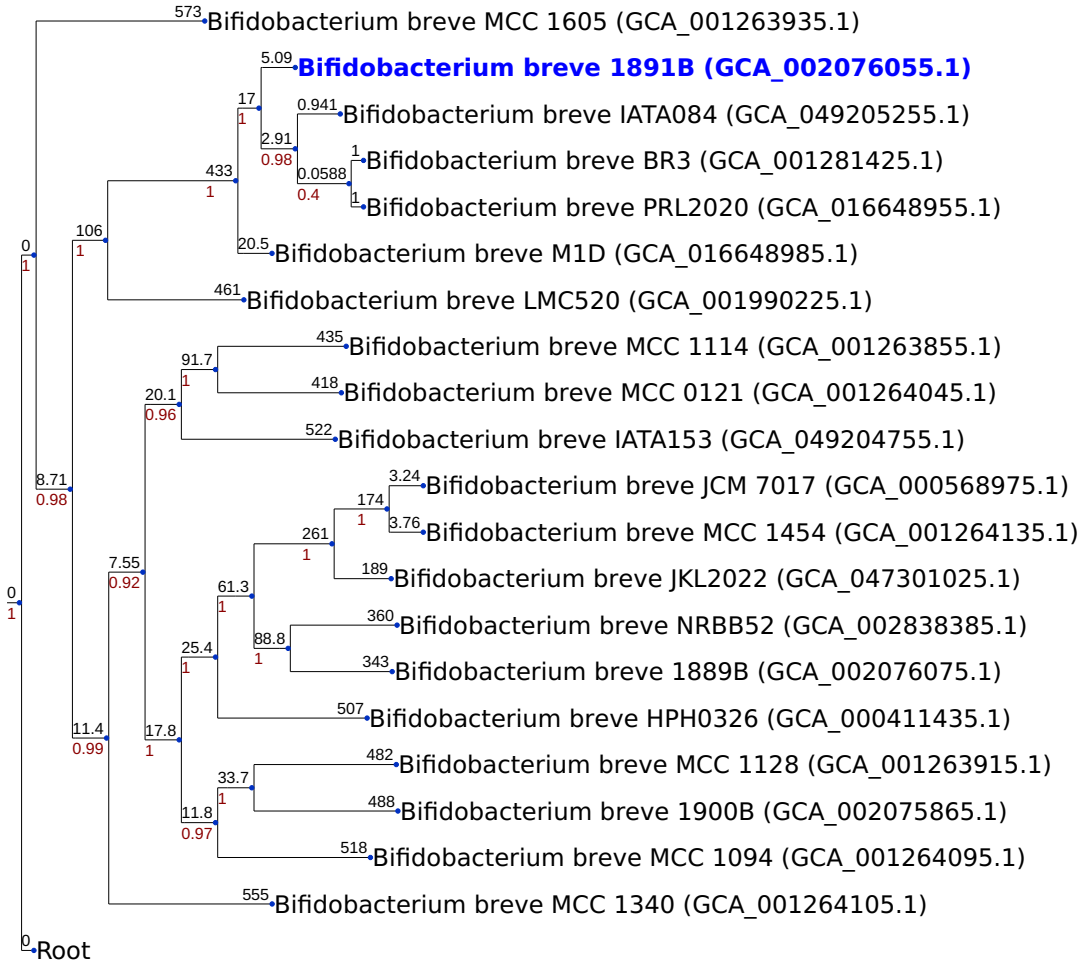 573 Bifidobacterium breve MCC 1605 (GCA_001263935.1)
5.09 Bifidobacterium breve 1891B (GCA_002076055.1)
17
1
0.941 Bifidobacterium breve IATA084 (GCA_049205255.1)
2.91
0.98
1 Bifidobacterium breve BR3 (GCA_001281425.1)
433
1
0.0588
0.4
1 Bifidobacterium breve PRL2020 (GCA_016648955.1)
106
1
0
1
20.5 Bifidobacterium breve M1D (GCA_016648985.1)
461 Bifidobacterium breve LMC520 (GCA_001990225.1)
435 Bifidobacterium breve MCC 1114 (GCA_001263855.1)
91.7
1
418 Bifidobacterium breve MCC 0121 (GCA_001264045.1)
20.1
0.96
522 Bifidobacterium breve IATA153 (GCA_049204755.1)
8.71
0.98
3.24 Bifidobacterium breve JCM 7017 (GCA_000568975.1)
174
1
3.76 Bifidobacterium breve MCC 1454 (GCA_001264135.1)
261
1
7.55
0.92
189 Bifidobacterium breve JKL2022 (GCA_047301025.1)
0
1
61.3
1
360 Bifidobacterium breve NRBB52 (GCA_002838385.1)
88.8
1
25.4
1
343 Bifidobacterium breve 1889B (GCA_002076075.1)
507 Bifidobacterium breve HPH0326 (GCA_000411435.1)
11.4
0.99
17.8
1
482 Bifidobacterium breve MCC 1128 (GCA_001263915.1)
33.7
1
488 Bifidobacterium breve 1900B (GCA_002075865.1)
11.8
0.97
518 Bifidobacterium breve MCC 1094 (GCA_001264095.1)
555 Bifidobacterium breve MCC 1340 (GCA_001264105.1)
0 Root